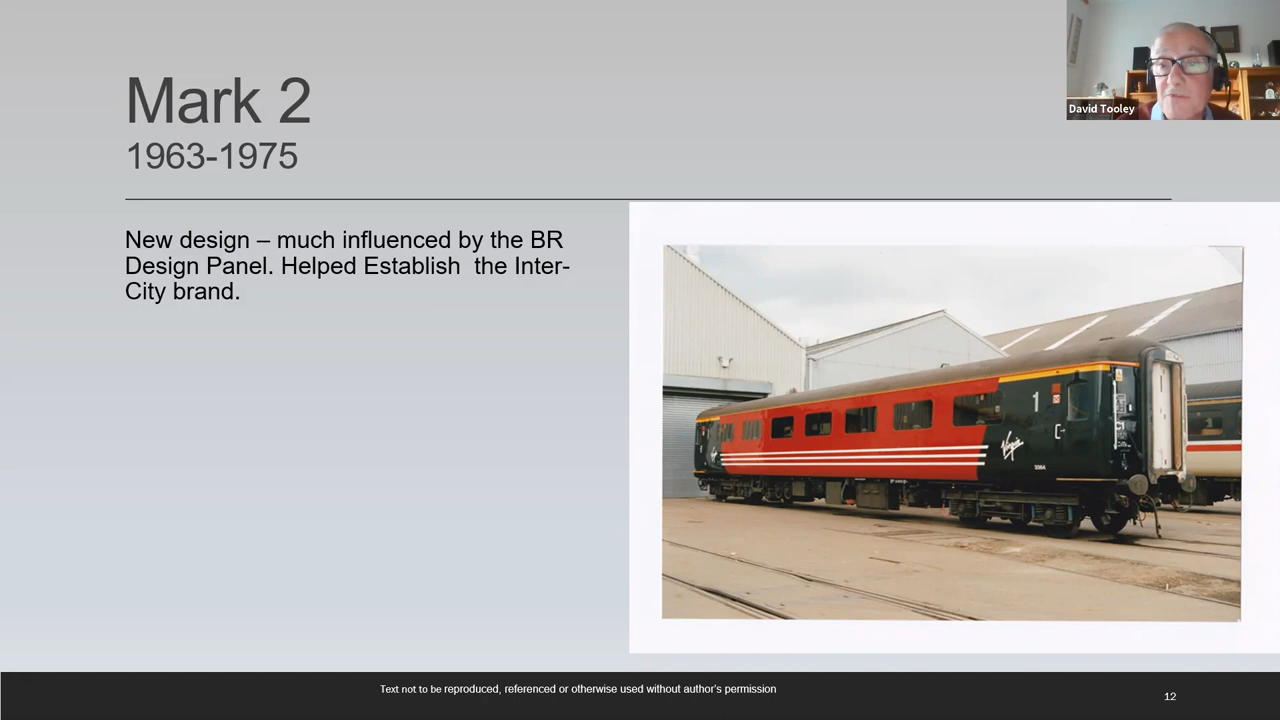 Mark 2
1963-1975
David Tooley
New design – much influenced by the BR
Design Panel. Helped Establish  the Inter-
City brand.
1
Virgin
Text not to be reproduced, referenced or otherwise used without author's permission
12